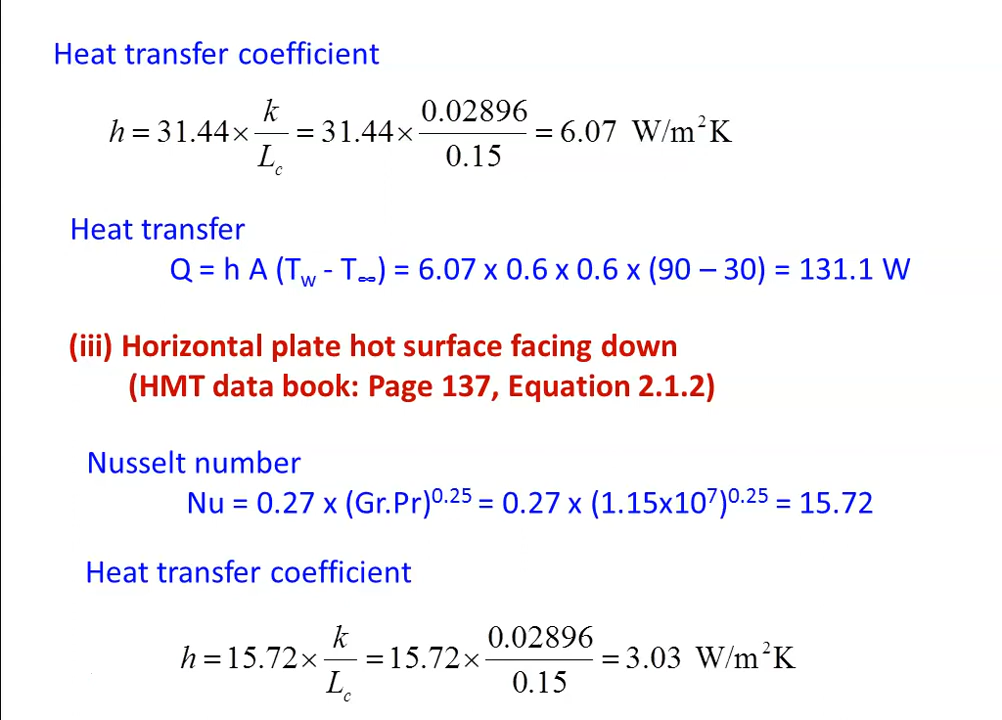 Heat transfer coefficient
h = 31.44 × k/L_c = 31.44 × 0.02896/0.15 = 6.07 W/m²K
Heat transfer
Q = h A (T_w - T_∞) = 6.07 x 0.6 x 0.6 x (90 – 30) = 131.1 W
(iii) Horizontal plate hot surface facing down
(HMT data book: Page 137, Equation 2.1.2)
Nusselt number
Nu = 0.27 x (Gr.Pr)^0.25 = 0.27 x (1.15x10^7)^0.25 = 15.72
Heat transfer coefficient
h = 15.72 × k/L_c = 15.72 × 0.02896/0.15 = 3.03 W/m²K